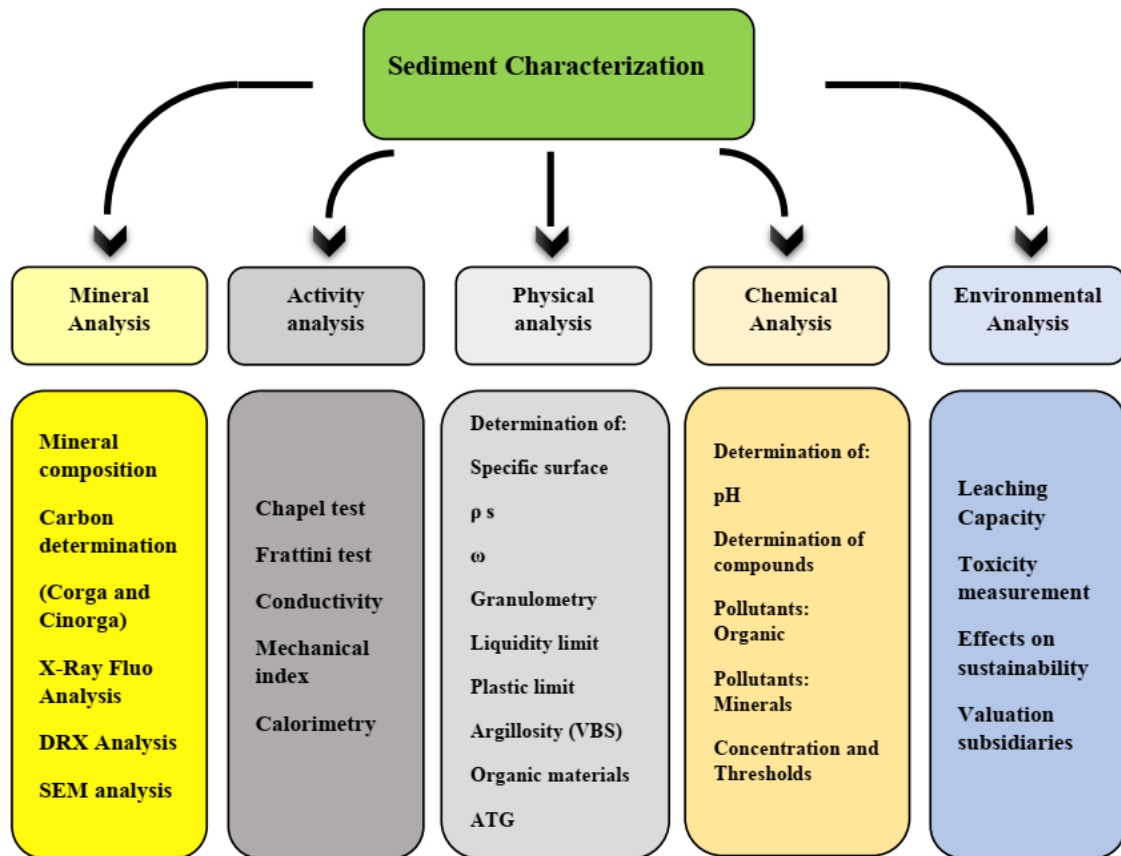 Sediment Characterization
Mineral
Analysis
Activity
analysis
Physical
analysis
Chemical
Analysis
Environmental
Analysis
Mineral
composition
Carbon
determination
(Corga and
Cinorga)
X-Ray Fluo
Analysis
DRX Analysis
SEM analysis
Chapel test
Frattini test
Conductivity
Mechanical
index
Calorimetry
Determination of:
Specific surface
ρ s
ω
Granulometry
Liquidity limit
Plastic limit
Argillosity (VBS)
Organic materials
ATG
Determination of:
pH
Determination of
compounds
Pollutants:
Organic
Pollutants:
Minerals
Concentration and
Thresholds
Leaching
Capacity
Toxicity
measurement
Effects on
sustainability
Valuation
subsidiaries